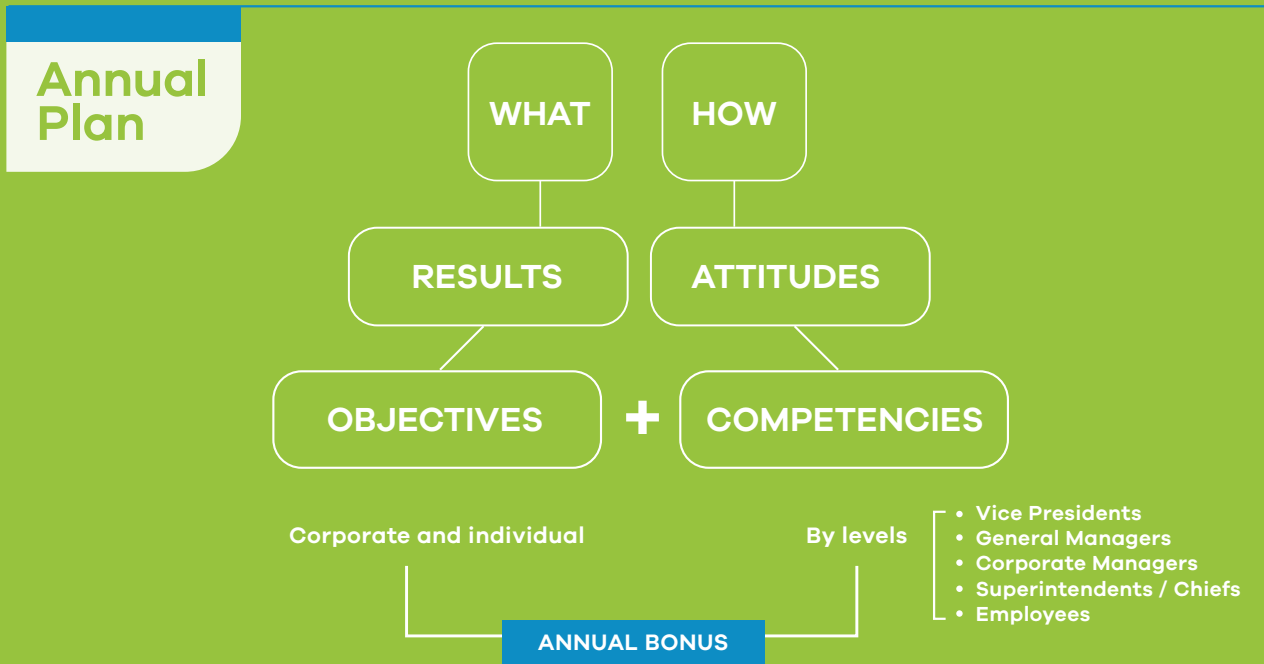 Annual
Plan
WHAT
HOW
RESULTS
ATTITUDES
OBJECTIVES
+
COMPETENCIES
Corporate and individual
By levels
• Vice Presidents
• General Managers
• Corporate Managers
• Superintendents / Chiefs
• Employees
ANNUAL BONUS